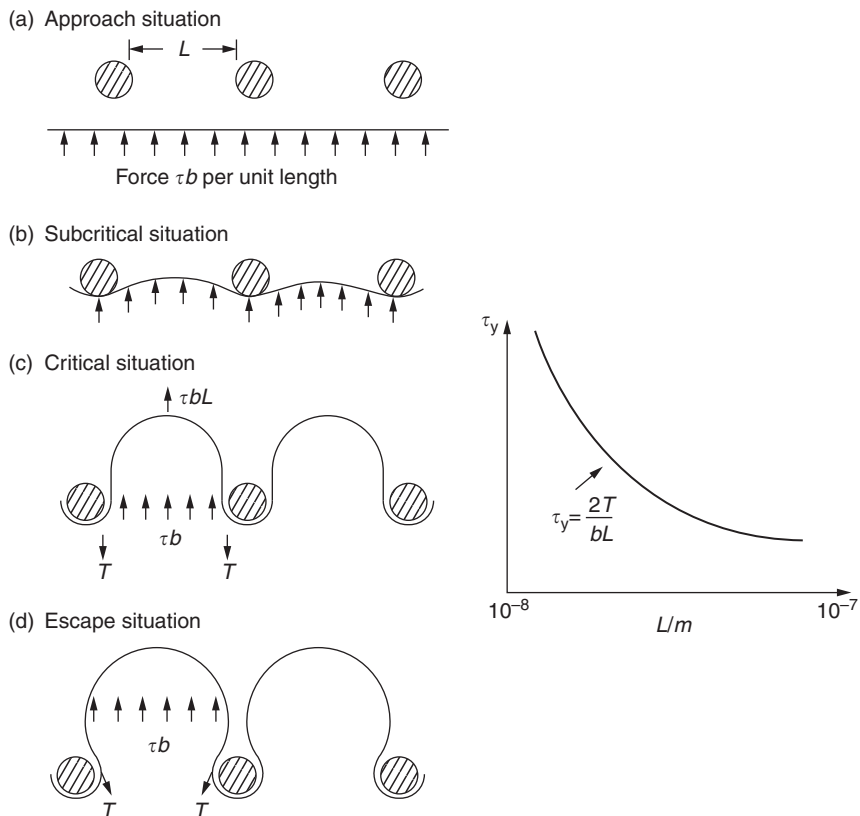 (a) Approach situation
L
Force τb per unit length
(b) Subcritical situation
(c) Critical situation
τbL
τb
T T
(d) Escape situation
τb
T T
τy
τy = 2T/bL
10⁻⁸ 10⁻⁷
L/m